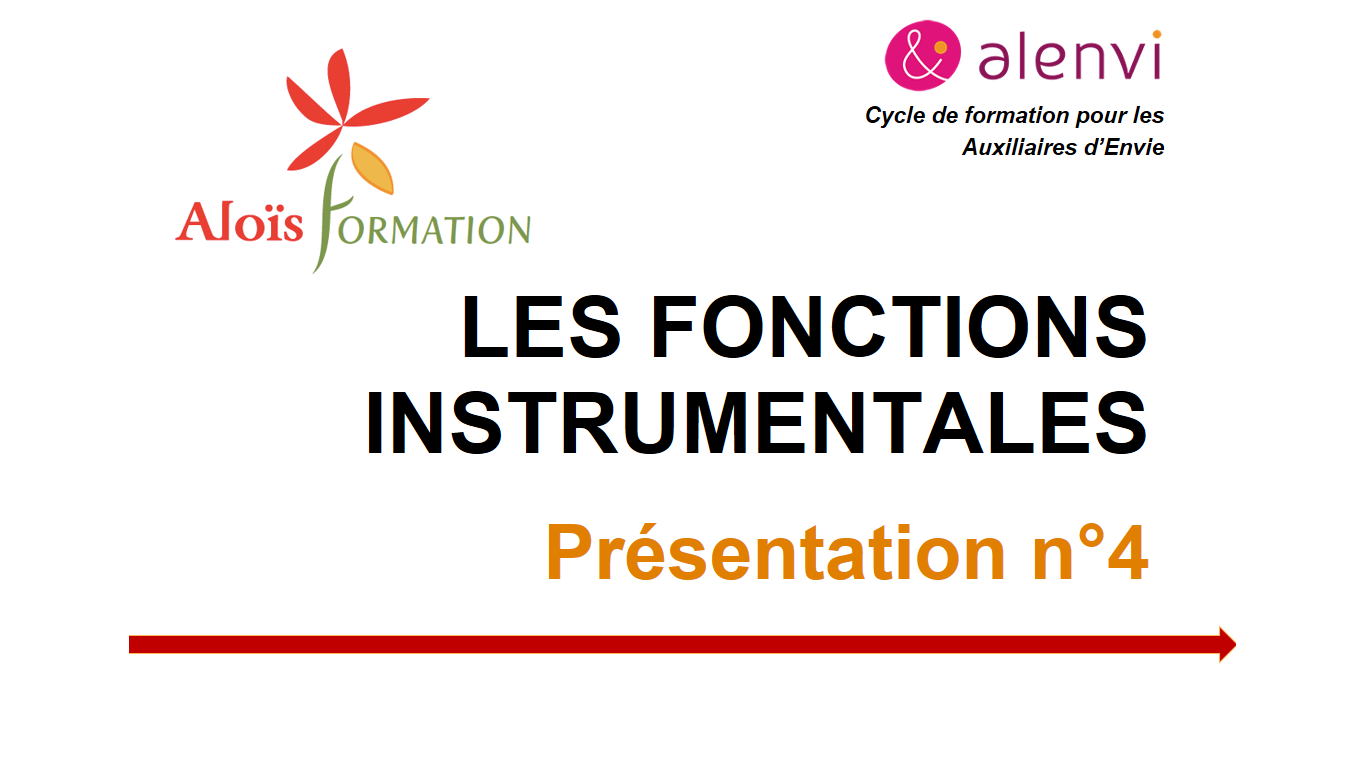 & alenvi
Cycle de formation pour les
Auxiliaires d’Envie
Aloïs FORMATION
LES FONCTIONS
INSTRUMENTALES
Présentation n°4